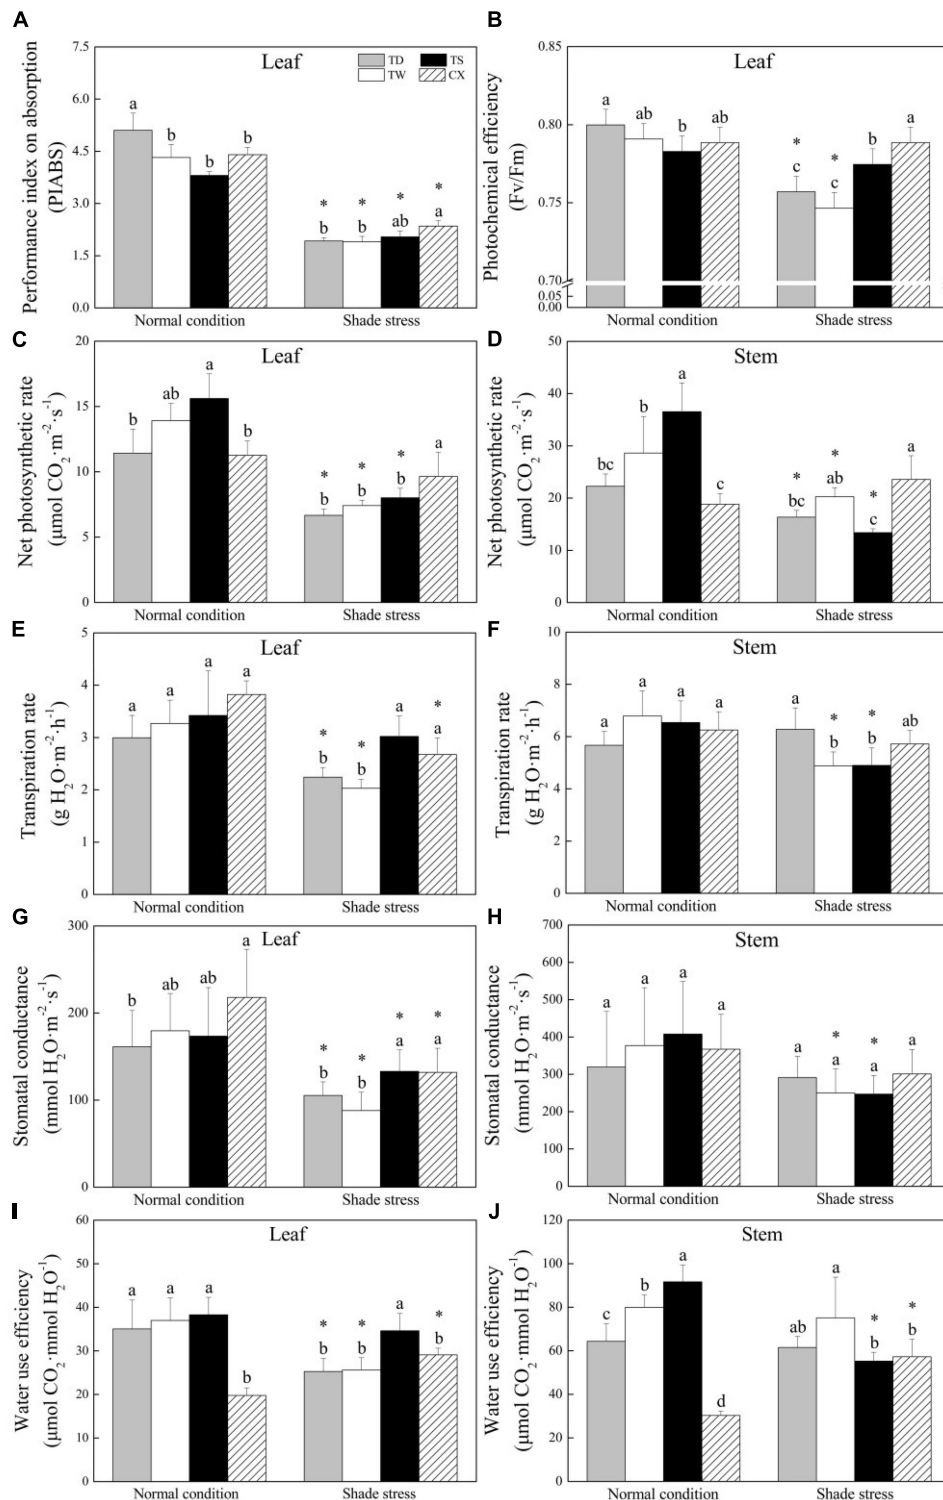 A
Performance index on absorption
(PIABS)
7.5
6.0
4.5
3.0
1.5
0.0
Leaf
TD TS
TW CX
a b b b
* * * *
b b ab a
Normal condition Shade stress
B
Photochemical efficiency
(Fv/Fm)
0.85
0.80
0.75
0.70
0.05
0.00
Leaf
a ab b ab
* *
c c b a
Normal condition Shade stress
C
Net photosynthetic rate
(μmol CO₂·m⁻²·s⁻¹)
20
15
10
5
0
Leaf
b ab a b
* * *
b b b a
Normal condition Shade stress
D
Net photosynthetic rate
(μmol CO₂·m⁻²·s⁻¹)
50
40
30
20
10
0
Stem
bc b a c
* * *
bc ab c a
Normal condition Shade stress
E
Transpiration rate
(g H₂O·m⁻²·h⁻¹)
5
4
3
2
1
0
Leaf
a a a a
* * *
b b a a
Normal condition Shade stress
F
Transpiration rate
(g H₂O·m⁻²·h⁻¹)
10
8
6
4
2
0
Stem
a a a a
* *
a b b ab
Normal condition Shade stress
G
Stomatal conductance
(mmol H₂O·m⁻²·s⁻¹)
300
200
100
0
Leaf
b ab ab a
* * * *
b b a a
Normal condition Shade stress
H
Stomatal conductance
(mmol H₂O·m⁻²·s⁻¹)
700
600
500
400
300
200
100
0
Stem
a a a a
* *
a a a a
Normal condition Shade stress
I
Water use efficiency
(μmol CO₂·mmol H₂O⁻¹)
60
50
40
30
20
10
0
Leaf
a a a b
* * *
b b a b
Normal condition Shade stress
J
Water use efficiency
(μmol CO₂·mmol H₂O⁻¹)
120
100
80
60
40
20
0
Stem
c b a d
* *
ab a b b
Normal condition Shade stress